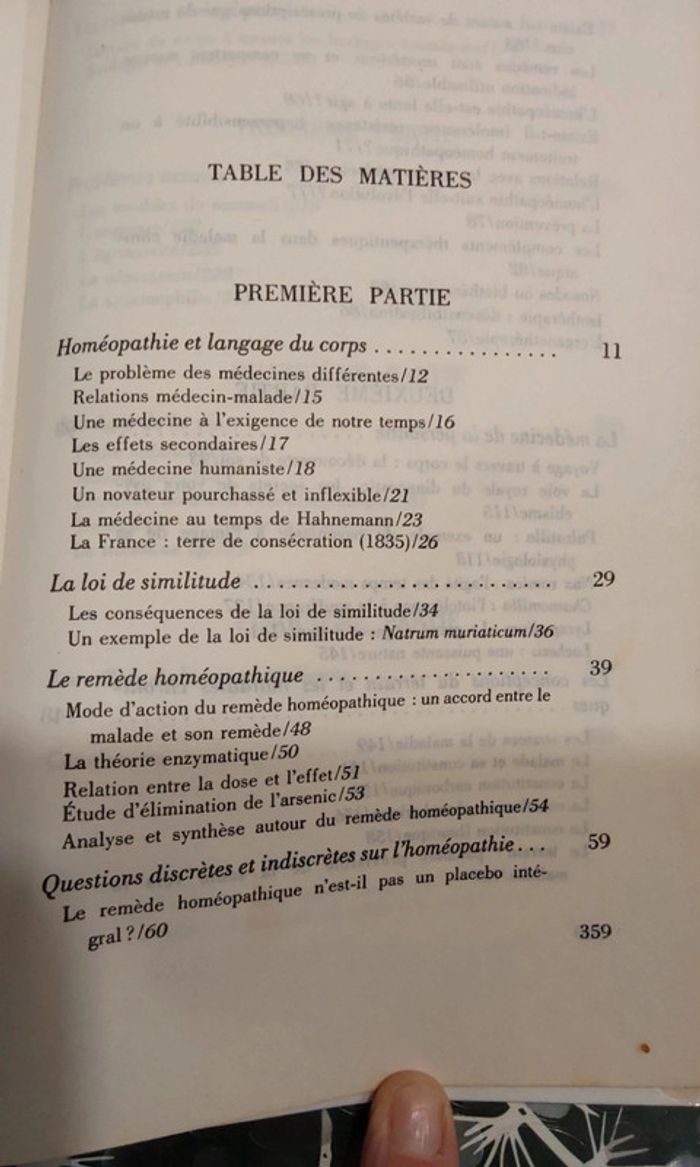 TABLE DES MATIÈRES
PREMIÈRE PARTIE
Homéopathie et langage du corps . . . . . . . . . . . . . . . . 11
Le problème des médecines différentes/12
Relations médecin-malade/15
Une médecine à l'exigence de notre temps/16
Les effets secondaires/17
Une médecine humaniste/18
Un novateur pourchassé et inflexible/21
La médecine au temps de Hahnemann/23
La France : terre de consécration (1835)/26
La loi de similitude . . . . . . . . . . . . . . . . . . . . . . . . . . 29
Les conséquences de la loi de similitude/34
Un exemple de la loi de similitude : Natrum muriaticum/36
Le remède homéopathique . . . . . . . . . . . . . . . . . . . . 39
Mode d'action du remède homéopathique : un accord entre le
malade et son remède/48
La théorie enzymatique/50
Relation entre la dose et l'effet/51
Étude d'élimination de l'arsenic/53
Analyse et synthèse autour du remède homéopathique/54
Questions discrètes et indiscrètes sur l'homéopathie . . . 59
Le remède homéopathique n'est-il pas un placebo inté-
gral ?/60
359